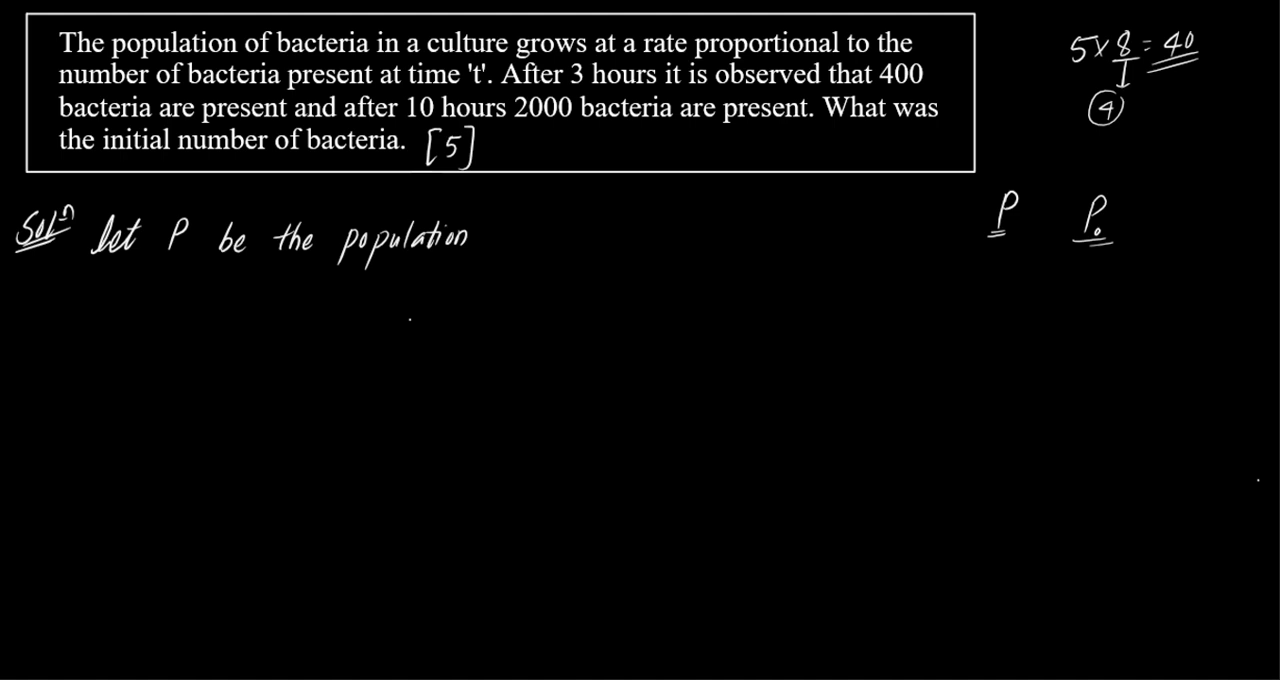 The population of bacteria in a culture grows at a rate proportional to the
number of bacteria present at time 't'. After 3 hours it is observed that 400
bacteria are present and after 10 hours 2000 bacteria are present. What was
the initial number of bacteria. [5]
5 × 8 = 40
4
Solⁿ let P be the population
P P₀